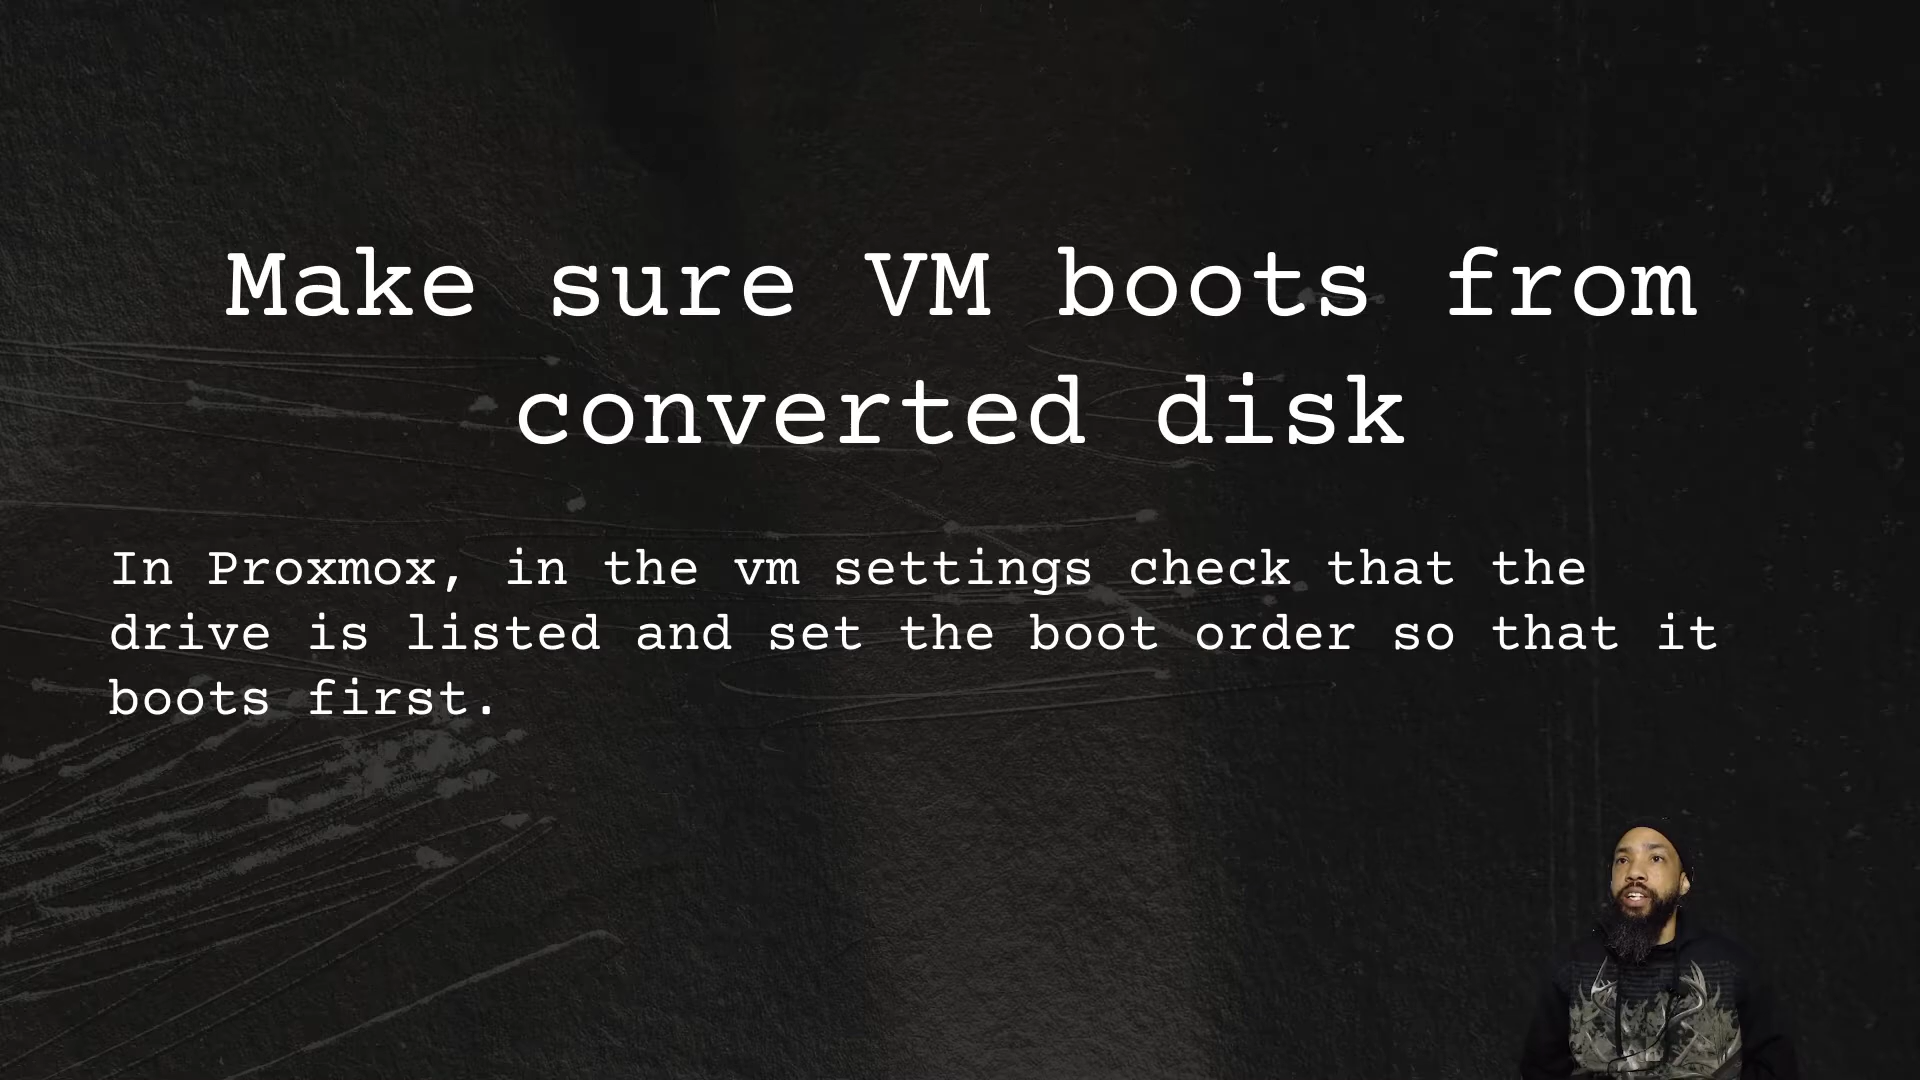 Make sure VM boots from
converted disk
In Proxmox, in the vm settings check that the
drive is listed and set the boot order so that it
boots first.